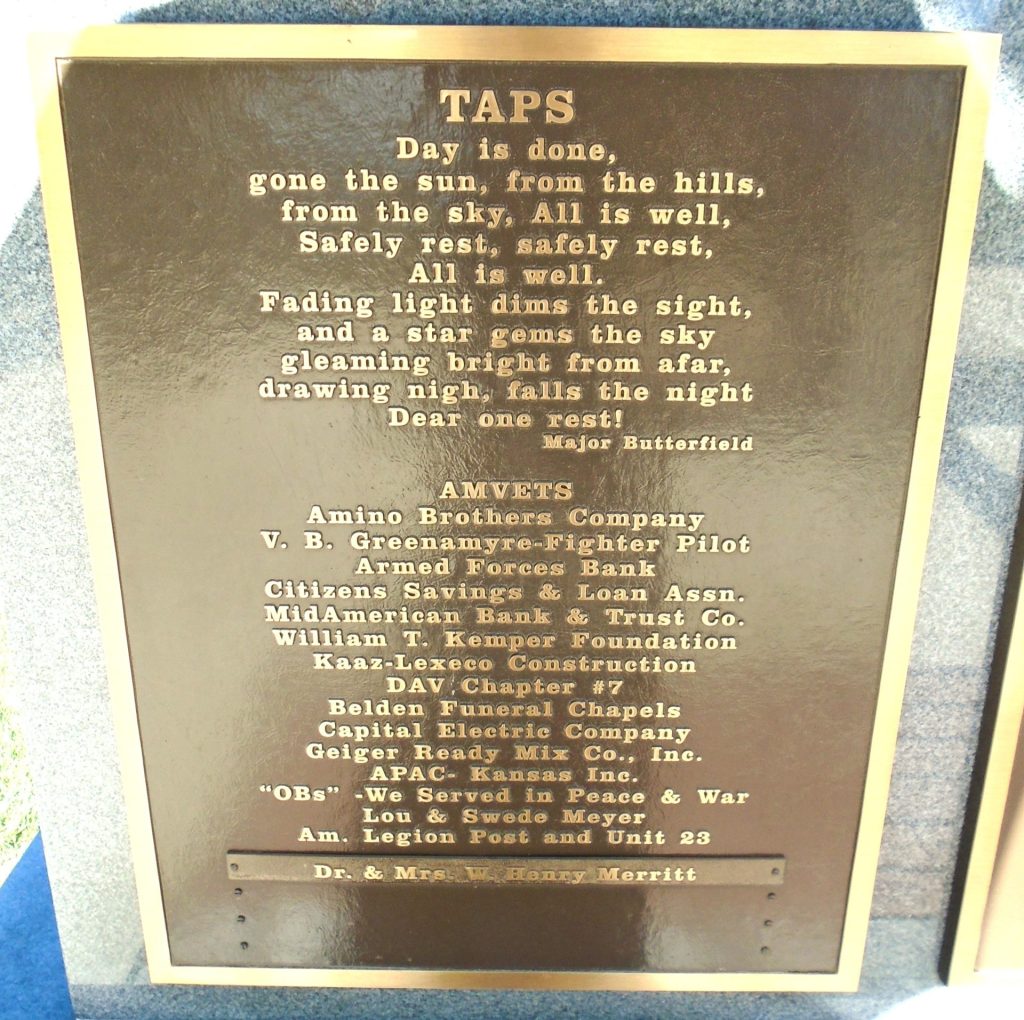 TAPS
Day is done,
gone the sun, from the hills,
from the sky, All is well,
Safely rest, safely rest,
All is well.
Fading light dims the sight,
and a star gems the sky
gleaming bright from afar,
drawing nigh, falls the night
Dear one rest!
Major Butterfield
AMVETS
Amino Brothers Company
V. B. Greenamyre-Fighter Pilot
Armed Forces Bank
Citizens Savings & Loan Assn.
MidAmerican Bank & Trust Co.
William T. Kemper Foundation
Kaaz-Lexeco Construction
DAV Chapter #7
Belden Funeral Chapels
Capital Electric Company
Geiger Ready Mix Co., Inc.
APAC- Kansas Inc.
“OBs” -We Served in Peace & War
Lou & Swede Meyer
Am. Legion Post and Unit 23
Dr. & Mrs. W. Henry Merritt